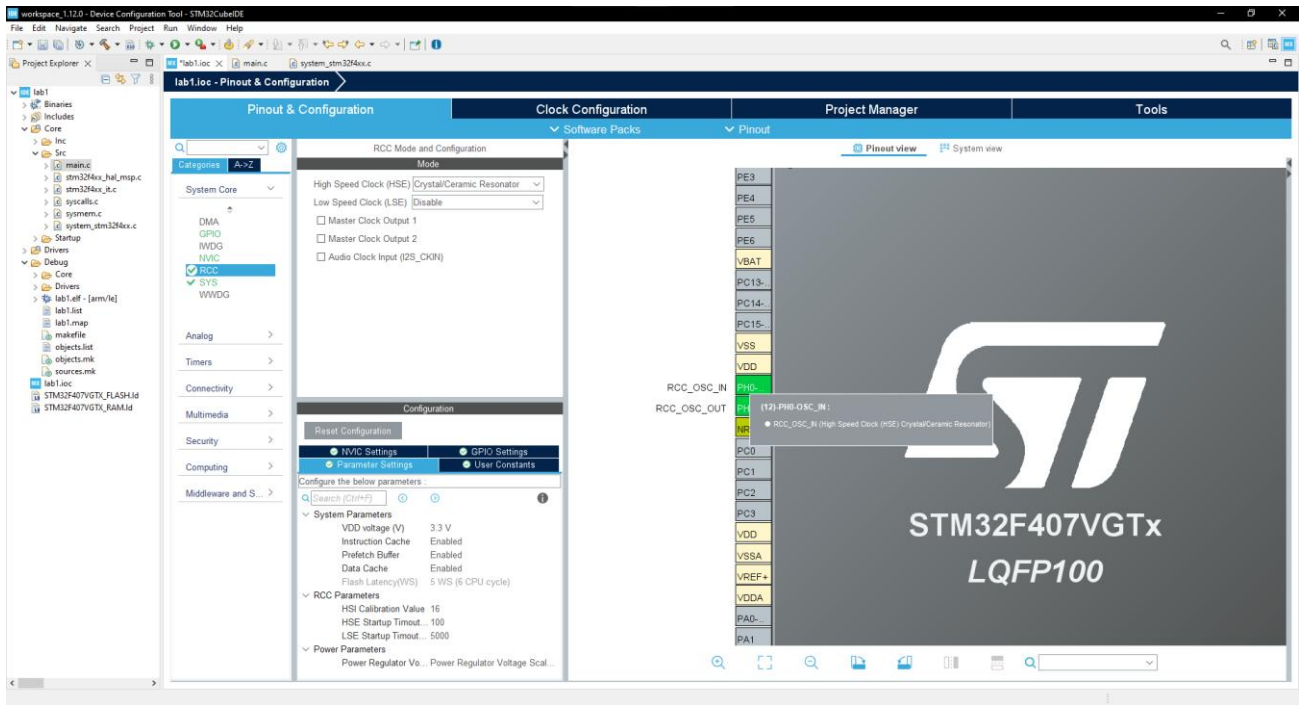 workspace_1.12.0 - Device Configuration Tool - STM32CubeIDE
File Edit Navigate Search Project Run Window Help
Project Explorer
*lab1.ioc
main.c
system_stm32f4xx.c
lab1
Binaries
Includes
Core
Inc
Src
main.c
stm32f4xx_hal_msp.c
stm32f4xx_it.c
syscalls.c
sysmem.c
system_stm32f4xx.c
Startup
Drivers
Debug
Core
Drivers
lab1.elf - [arm/le]
lab1.list
lab1.map
makefile
objects.list
objects.mk
sources.mk
lab1.ioc
STM32F407VGTX_FLASH.ld
STM32F407VGTX_RAM.ld
lab1.ioc - Pinout & Configuration
Pinout & Configuration
Clock Configuration
Project Manager
Tools
Software Packs
Pinout
Categories A->Z
System Core
DMA
GPIO
IWDG
NVIC
RCC
SYS
WWDG
Analog
Timers
Connectivity
Multimedia
Security
Computing
Middleware and S...
RCC Mode and Configuration
Mode
High Speed Clock (HSE) Crystal/Ceramic Resonator
Low Speed Clock (LSE) Disable
Master Clock Output 1
Master Clock Output 2
Audio Clock Input (I2S_CKIN)
Configuration
Reset Configuration
NVIC Settings
GPIO Settings
Parameter Settings
User Constants
Configure the below parameters :
Search (Ctrl+F)
System Parameters
VDD voltage (V) 3.3 V
Instruction Cache Enabled
Prefetch Buffer Enabled
Data Cache Enabled
Flash Latency(WS) 5 WS (6 CPU cycle)
RCC Parameters
HSI Calibration Value 16
HSE Startup Timout... 100
LSE Startup Timout... 5000
Power Parameters
Power Regulator Vo... Power Regulator Voltage Scal...
Pinout view
System view
PE3
PE4
PE5
PE6
VBAT
PC13-..
PC14-..
PC15-..
VSS
VDD
RCC_OSC_IN PH0-..
RCC_OSC_OUT PH
(12)-PH0-OSC_IN :
RCC_OSC_IN (High Speed Clock (HSE) Crystal/Ceramic Resonator)
NR
PC0
PC1
PC2
PC3
VDD
VSSA
VREF+
VDDA
PA0-..
PA1
STM32F407VGTx
LQFP100